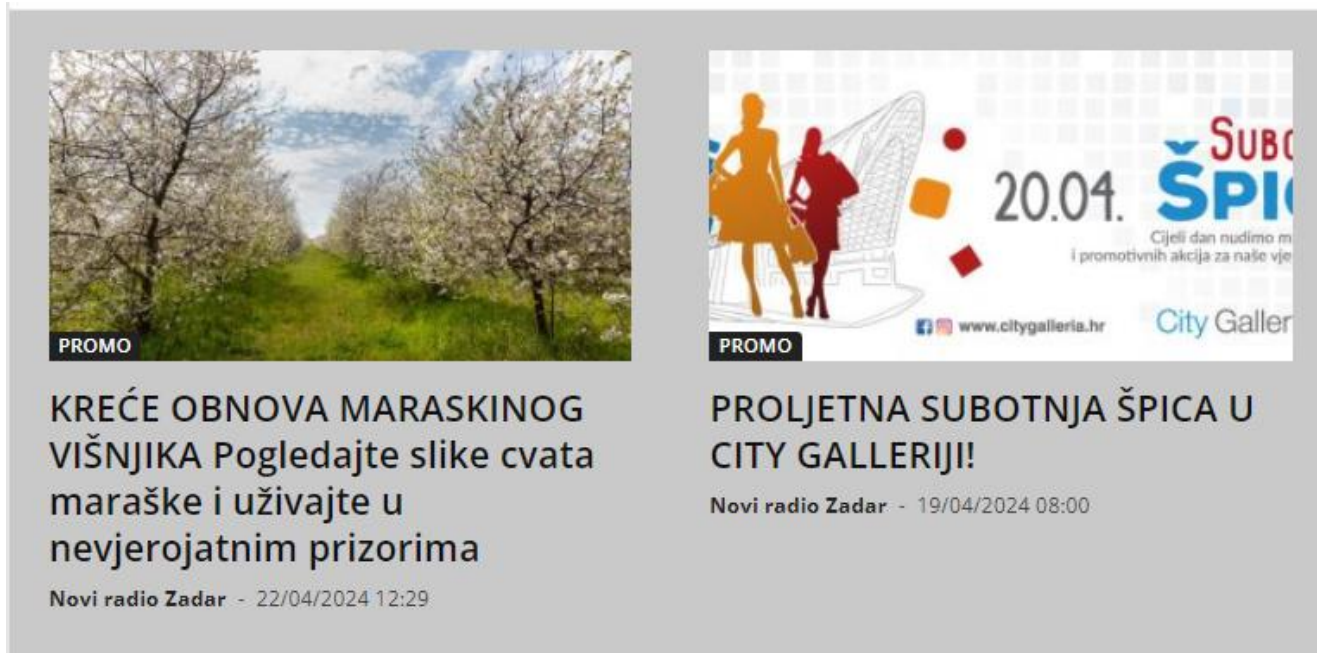 PROMO
KREĆE OBNOVA MARASKINOG
VIŠNJIKA Pogledajte slike cvata
maraške i uživajte u
nevjerojatnim prizorima
Novi radio Zadar - 22/04/2024 12:29
20.04.
SUBO
ŠPIC
Cijeli dan nudimo m
i promotivnih akcija za naše vje
www.citygalleria.hr
City Galler
PROMO
PROLJETNA SUBOTNJA ŠPICA U
CITY GALLERIJI!
Novi radio Zadar - 19/04/2024 08:00